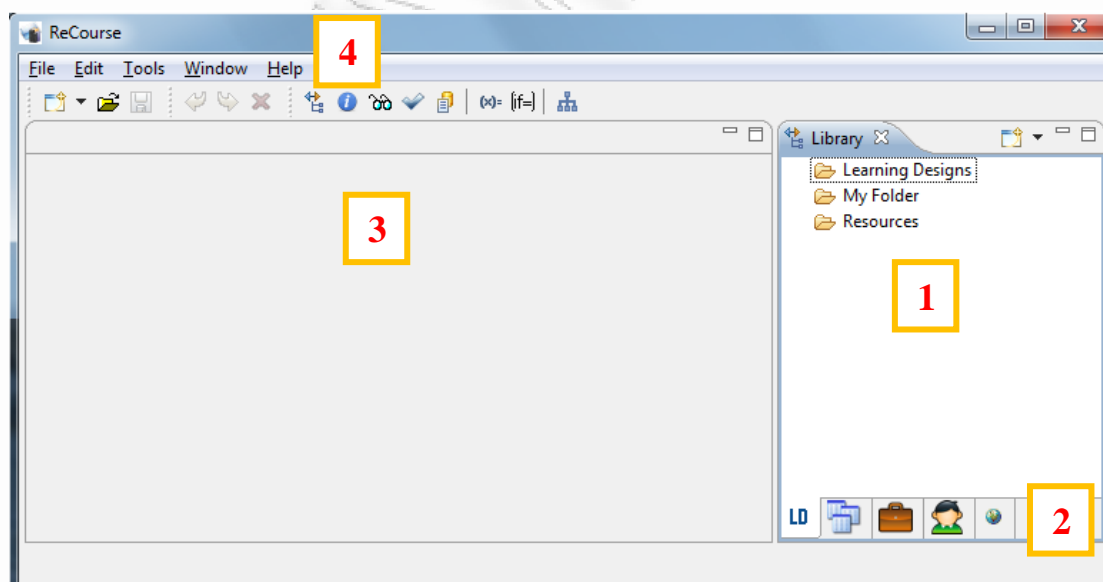 ReCourse
4
File Edit Tools Window Help
(x)= (if=)
Library
Learning Designs
My Folder
Resources
3
1
LD
2